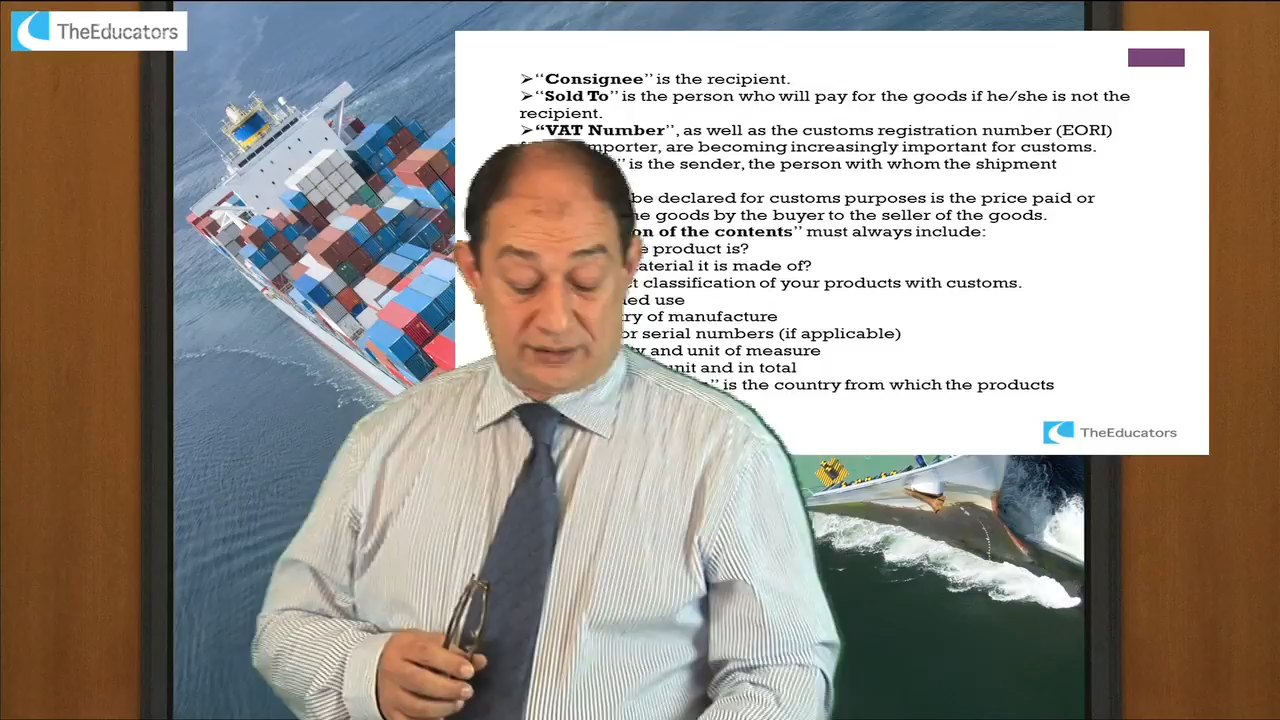 TheEducators
➢“Consignee” is the recipient.
➢“Sold To” is the person who will pay for the goods if he/she is not the
recipient.
➢“VAT Number”, as well as the customs registration number (EORI)
importer, are becoming increasingly important for customs.
” is the sender, the person with whom the shipment
be declared for customs purposes is the price paid or
the goods by the buyer to the seller of the goods.
of the contents” must always include:
product is?
material it is made of?
classification of your products with customs.
use
of manufacture
or serial numbers (if applicable)
and unit of measure
unit and in total
” is the country from which the products
TheEducators